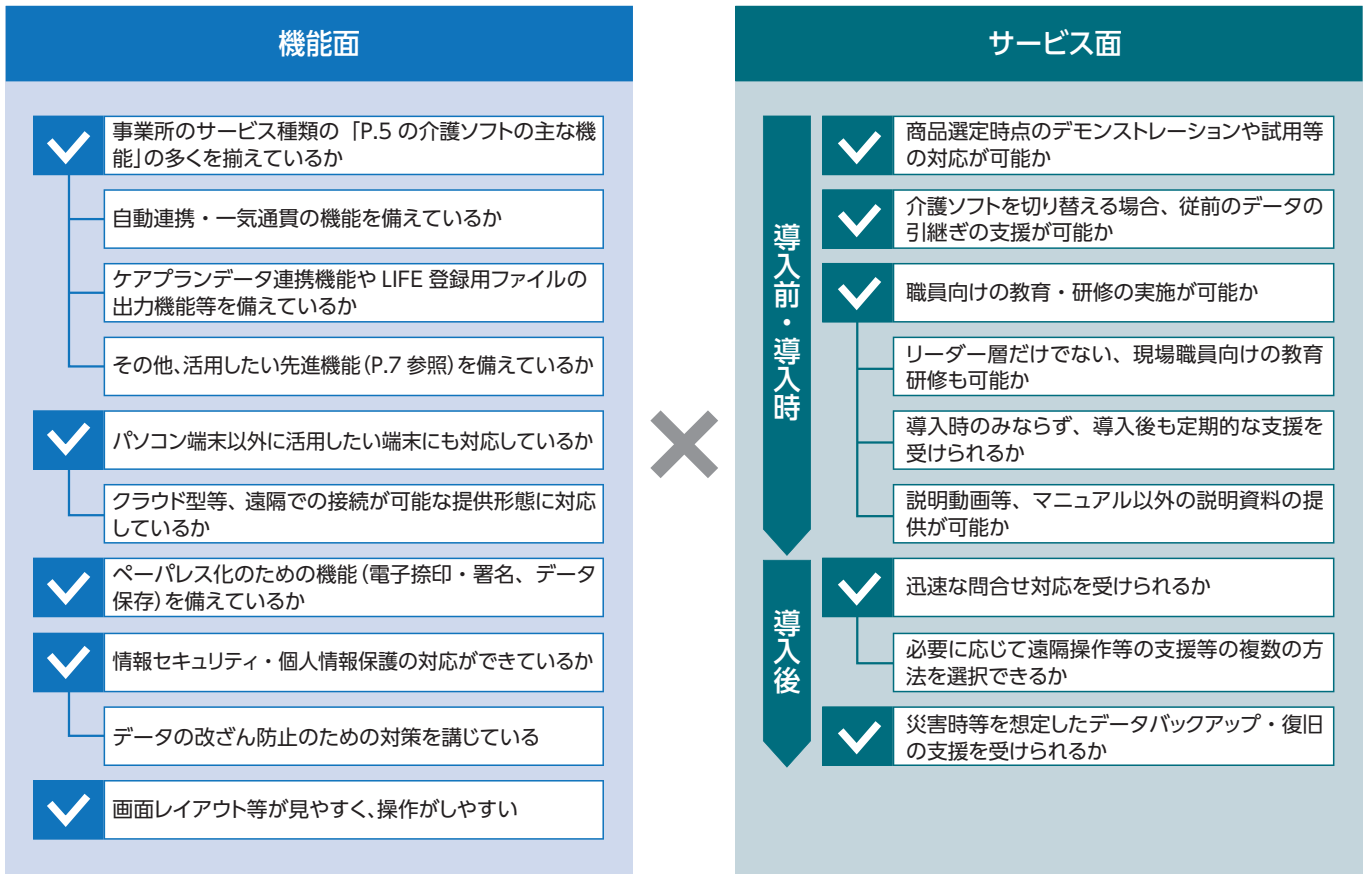 機能面
事業所のサービス種類の「P.5 の介護ソフトの主な機
能」の多くを揃えているか
自動連携・一気通貫の機能を備えているか
ケアプランデータ連携機能や LIFE 登録用ファイルの
出力機能等を備えているか
その他、活用したい先進機能(P.7 参照)を備えているか
パソコン端末以外に活用したい端末にも対応しているか
クラウド型等、遠隔での接続が可能な提供形態に対応
しているか
ペーパレス化のための機能(電子捺印・署名、データ
保存)を備えているか
情報セキュリティ・個人情報保護の対応ができているか
データの改ざん防止のための対策を講じている
画面レイアウト等が見やすく、操作がしやすい
サービス面
導入前・導入時
商品選定時点のデモンストレーションや試用等
の対応が可能か
介護ソフトを切り替える場合、従前のデータの
引継ぎの支援が可能か
職員向けの教育・研修の実施が可能か
リーダー層だけでない、現場職員向けの教育
研修も可能か
導入時のみならず、導入後も定期的な支援を
受けられるか
説明動画等、マニュアル以外の説明資料の提
供が可能か
導入後
迅速な問合せ対応を受けられるか
必要に応じて遠隔操作等の支援等の複数の方
法を選択できるか
災害時等を想定したデータバックアップ・復旧
の支援を受けられるか